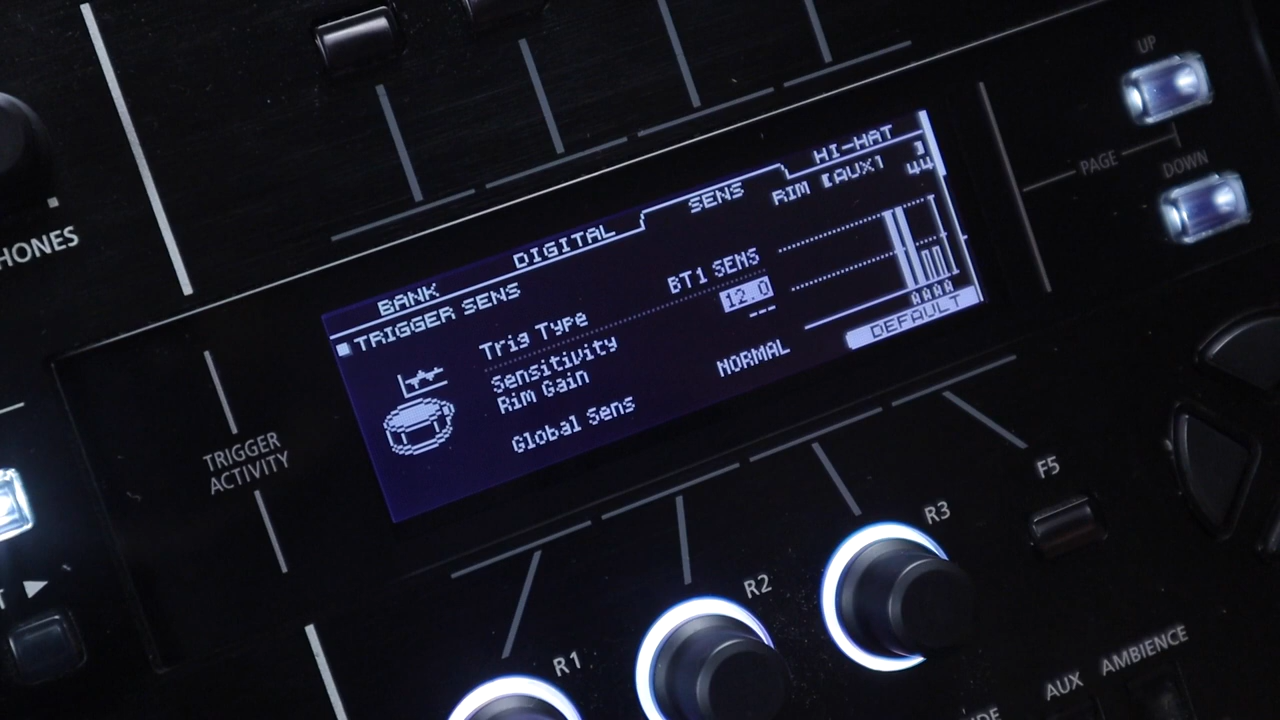 UP
PAGE
DOWN
HONES
BANK
DIGITAL
SENS
HI-HAT
TRIGGER SENS
RIM [AUX1]
44
Trig Type BT1 SENS
Sensitivity 12.0
Rim Gain ---
Global Sens NORMAL
DEFAULT
TRIGGER
ACTIVITY
F5
R3
R2
R1
AUX
AMBIENCE